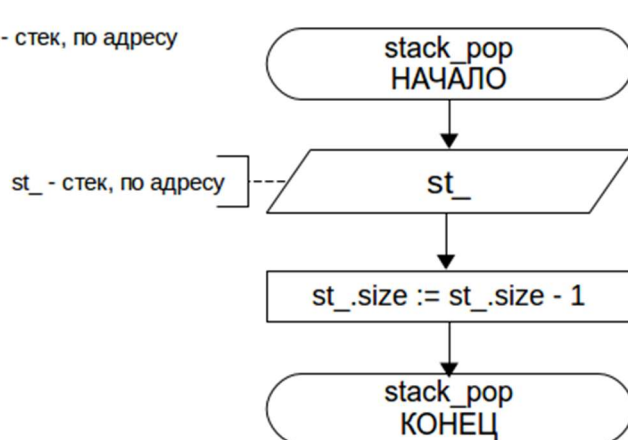 - стек, по адресу
stack_pop
НАЧАЛО
st_ - стек, по адресу
st_
st_.size := st_.size - 1
stack_pop
КОНЕЦ